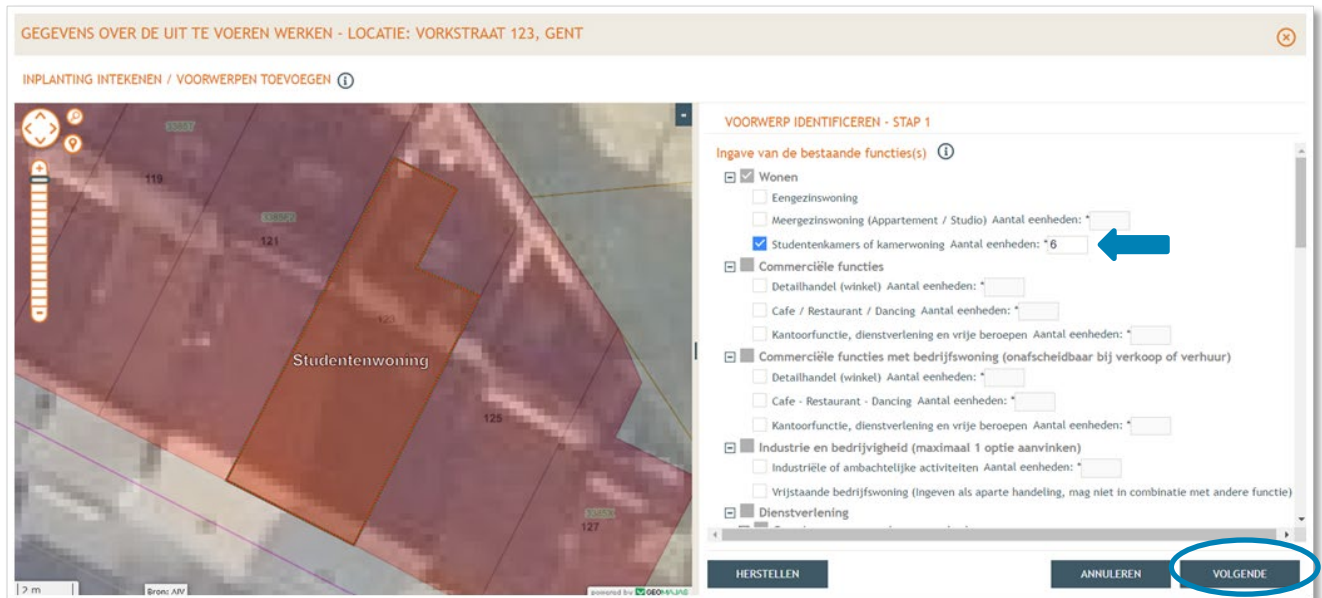 GEGEVENS OVER DE UIT TE VOEREN WERKEN - LOCATIE: VORKSTRAAT 123, GENT
INPLANTING INTEKENEN / VOORWERPEN TOEVOEGEN
119
121
123
Studentenwoning
125
127
2 m
Bron: AIV
powered by GEOMAJAS
VOORWERP IDENTIFICEREN - STAP 1
Ingave van de bestaande functies(s)
Wonen
Eengezinswoning
Meergezinswoning (Appartement / Studio) Aantal eenheden: *
Studentenkamers of kamerwoning Aantal eenheden: *6
Commerciële functies
Detailhandel (winkel) Aantal eenheden: *
Cafe / Restaurant / Dancing Aantal eenheden: *
Kantoorfunctie, dienstverlening en vrije beroepen Aantal eenheden: *
Commerciële functies met bedrijfswoning (onafscheidbaar bij verkoop of verhuur)
Detailhandel (winkel) Aantal eenheden: *
Cafe - Restaurant - Dancing Aantal eenheden: *
Kantoorfunctie, dienstverlening en vrije beroepen Aantal eenheden: *
Industrie en bedrijvigheid (maximaal 1 optie aanvinken)
Industriële of ambachtelijke activiteiten Aantal eenheden: *
Vrijstaande bedrijfswoning (Ingeven als aparte handeling, mag niet in combinatie met andere functie)
Dienstverlening
HERSTELLEN
ANNULEREN
VOLGENDE